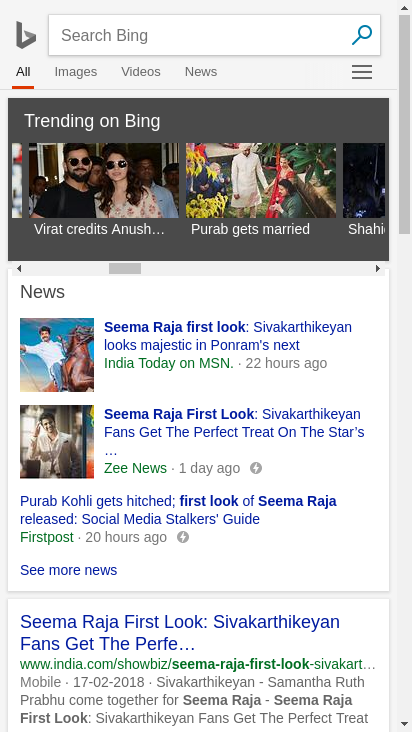 Search Bing
All Images Videos News
Trending on Bing
Virat credits Anush…
Purab gets married
Shahi
News
Seema Raja first look: Sivakarthikeyan
looks majestic in Ponram's next
India Today on MSN. · 22 hours ago
Seema Raja First Look: Sivakarthikeyan
Fans Get The Perfect Treat On The Star’s
…
Zee News · 1 day ago
Purab Kohli gets hitched; first look of Seema Raja
released: Social Media Stalkers' Guide
Firstpost · 20 hours ago
See more news
Seema Raja First Look: Sivakarthikeyan
Fans Get The Perfe…
www.india.com/showbiz/seema-raja-first-look-sivakart…
Mobile · 17-02-2018 · Sivakarthikeyan - Samantha Ruth
Prabhu come together for Seema Raja - Seema Raja
First Look: Sivakarthikeyan Fans Get The Perfect Treat